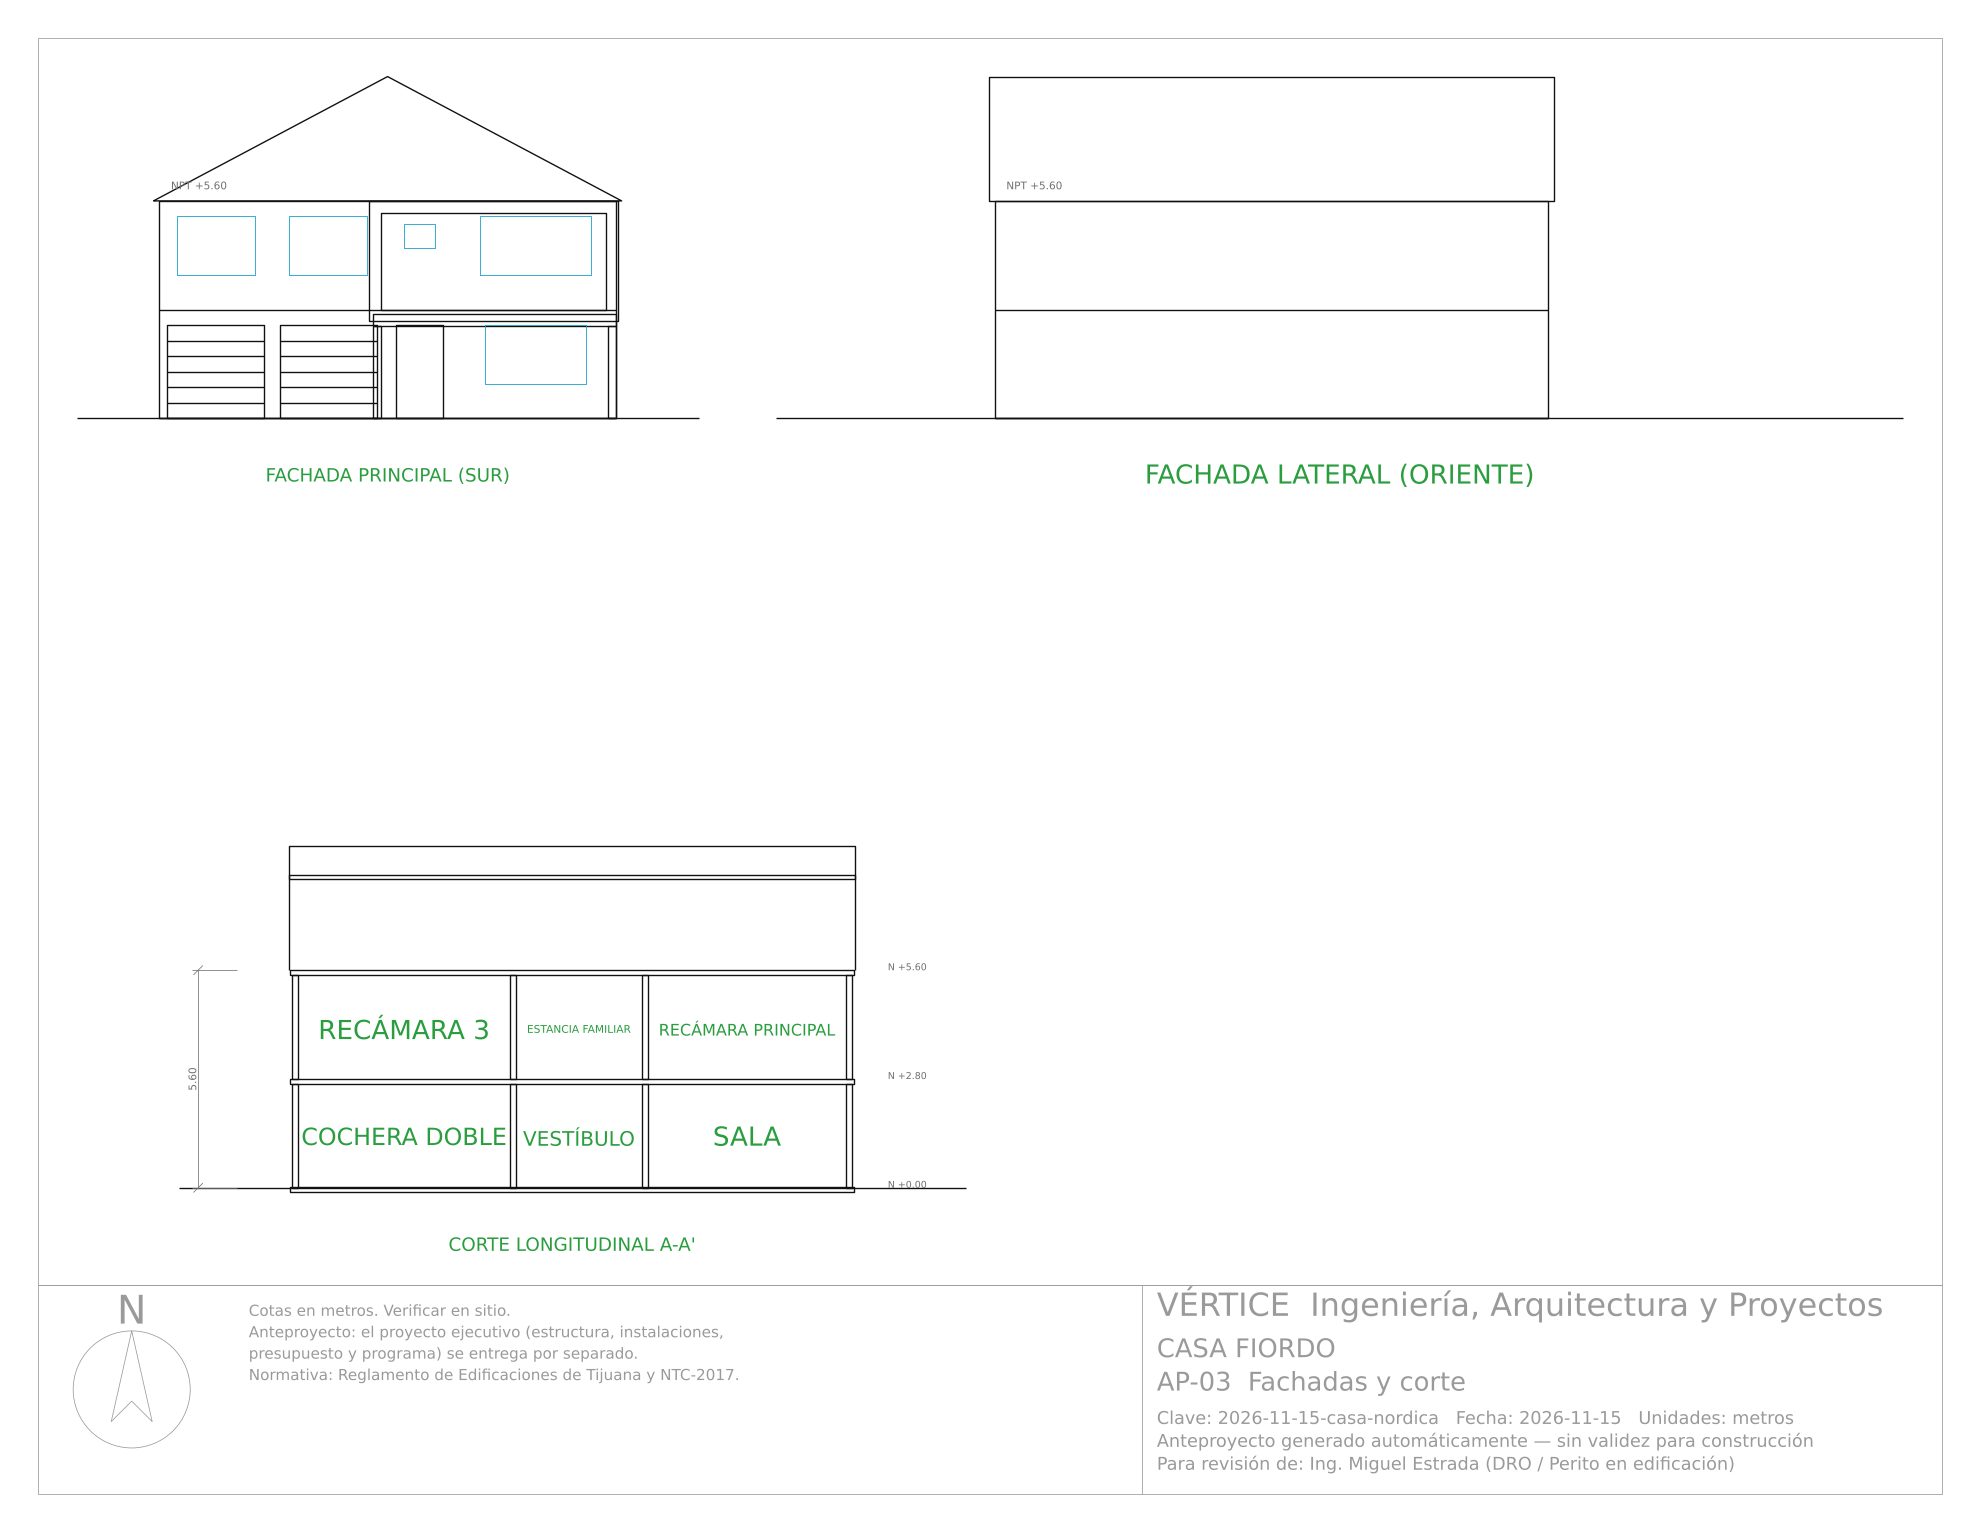 NPT +5.60
NPT +5.60
FACHADA PRINCIPAL (SUR)
FACHADA LATERAL (ORIENTE)
N +5.60
RECÁMARA 3
ESTANCIA FAMILIAR
RECÁMARA PRINCIPAL
5.60
N +2.80
COCHERA DOBLE
VESTÍBULO
SALA
N +0.00
CORTE LONGITUDINAL A-A'
N
Cotas en metros. Verificar en sitio.
Anteproyecto: el proyecto ejecutivo (estructura, instalaciones,
presupuesto y programa) se entrega por separado.
Normativa: Reglamento de Edificaciones de Tijuana y NTC-2017.
VÉRTICE  Ingeniería, Arquitectura y Proyectos
CASA FIORDO
AP-03  Fachadas y corte
Clave: 2026-11-15-casa-nordica   Fecha: 2026-11-15   Unidades: metros
Anteproyecto generado automáticamente — sin validez para construcción
Para revisión de: Ing. Miguel Estrada (DRO / Perito en edificación)